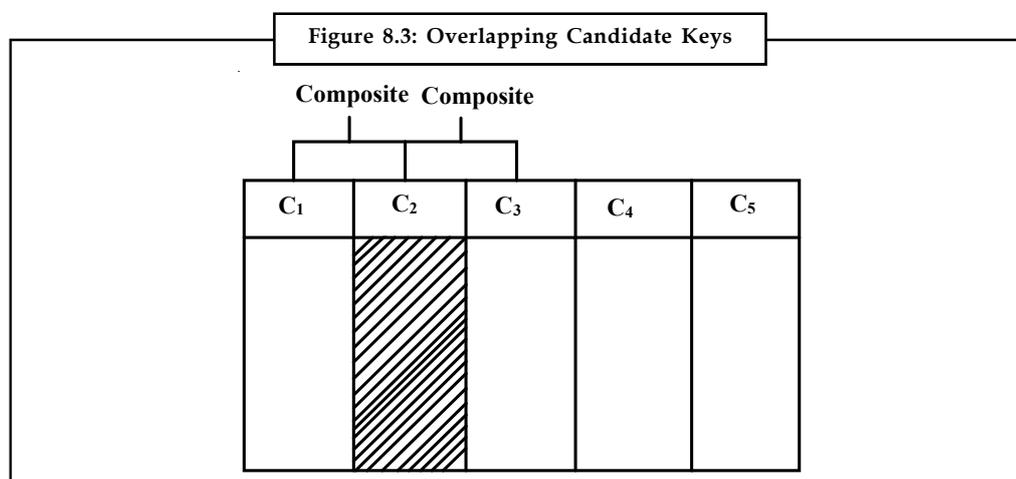 Figure 8.3: Overlapping Candidate Keys
Composite Composite
C₁ C₂ C₃ C₄ C₅